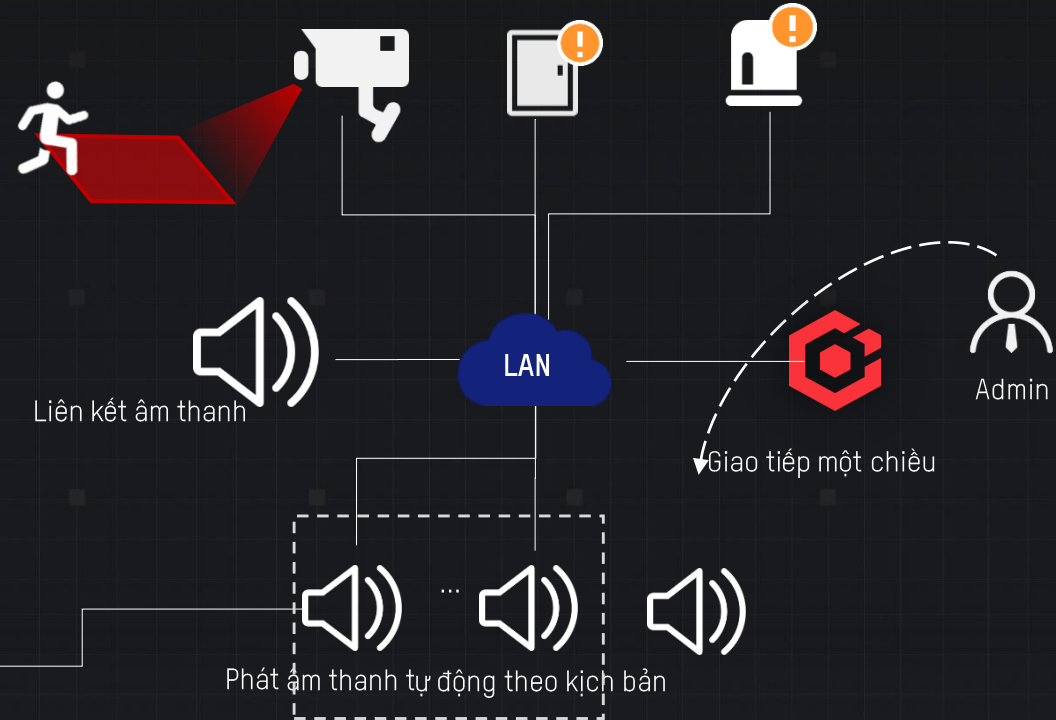 LAN
Admin
Liên kết âm thanh
Giao tiếp một chiều
...
Phát âm thanh tự động theo kịch bản